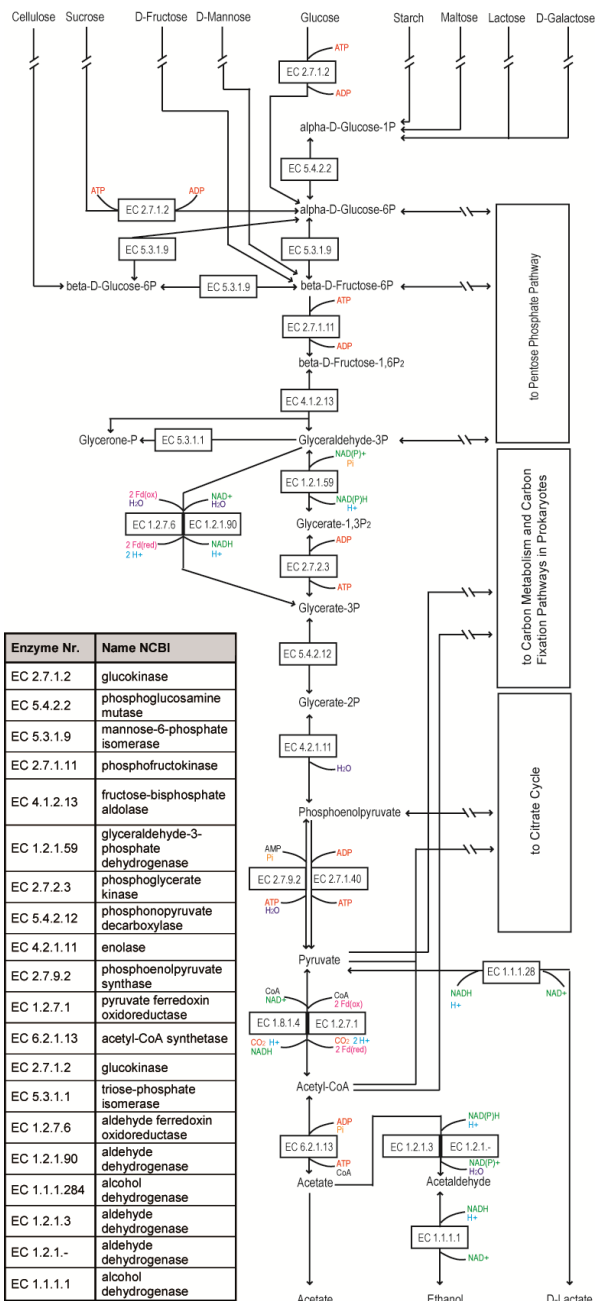 Cellulose Sucrose D-Fructose D-Mannose Glucose Starch Maltose Lactose D-Galactose
ATP
EC 2.7.1.2
ADP
alpha-D-Glucose-1P
EC 5.4.2.2
ATP ADP
EC 2.7.1.2
alpha-D-Glucose-6P
EC 5.3.1.9 EC 5.3.1.9
beta-D-Glucose-6P EC 5.3.1.9 beta-D-Fructose-6P
ATP
EC 2.7.1.11
ADP
beta-D-Fructose-1,6P2
EC 4.1.2.13
Glycerone-P EC 5.3.1.1 Glyceraldehyde-3P
to Pentose Phosphate Pathway
NAD(P)+
Pi
EC 1.2.1.59
NAD(P)H
H+
2 Fd(ox) NAD+
H2O H2O
EC 1.2.7.6 EC 1.2.1.90
2 Fd(red) NADH
2 H+ H+
Glycerate-1,3P2
ADP
EC 2.7.2.3
ATP
Glycerate-3P
to Carbon Metabolism and Carbon
Fixation Pathways in Prokaryotes
EC 5.4.2.12
Glycerate-2P
EC 4.2.1.11
H2O
Phosphoenolpyruvate
to Citrate Cycle
AMP ADP
Pi
EC 2.7.9.2 EC 2.7.1.40
ATP ATP
H2O
Pyruvate
EC 1.1.1.28
NADH NAD+
H+
CoA CoA
NAD+ 2 Fd(ox)
EC 1.8.1.4 EC 1.2.7.1
CO2 H+ CO2 2 H+
NADH 2 Fd(red)
Acetyl-CoA
ADP
Pi
EC 6.2.1.13
ATP
CoA
Acetate
NAD(P)H
H+
EC 1.2.1.3 EC 1.2.1.-
NAD(P)+
H2O
Acetaldehyde
NADH
H+
EC 1.1.1.1
NAD+
Acetate Ethanol D-Lactate
Enzyme Nr. Name NCBI
EC 2.7.1.2 glucokinase
EC 5.4.2.2 phosphoglucosamine
mutase
EC 5.3.1.9 mannose-6-phosphate
isomerase
EC 2.7.1.11 phosphofructokinase
EC 4.1.2.13 fructose-bisphosphate
aldolase
EC 1.2.1.59 glyceraldehyde-3-
phosphate
dehydrogenase
EC 2.7.2.3 phosphoglycerate
kinase
EC 5.4.2.12 phosphonopyruvate
decarboxylase
EC 4.2.1.11 enolase
EC 2.7.9.2 phosphoenolpyruvate
synthase
EC 1.2.7.1 pyruvate ferredoxin
oxidoreductase
EC 6.2.1.13 acetyl-CoA synthetase
EC 2.7.1.2 glucokinase
EC 5.3.1.1 triose-phosphate
isomerase
EC 1.2.7.6 aldehyde ferredoxin
oxidoreductase
EC 1.2.1.90 aldehyde
dehydrogenase
EC 1.1.1.284 alcohol
dehydrogenase
EC 1.2.1.3 aldehyde
dehydrogenase
EC 1.2.1.- aldehyde
dehydrogenase
EC 1.1.1.1 alcohol
dehydrogenase